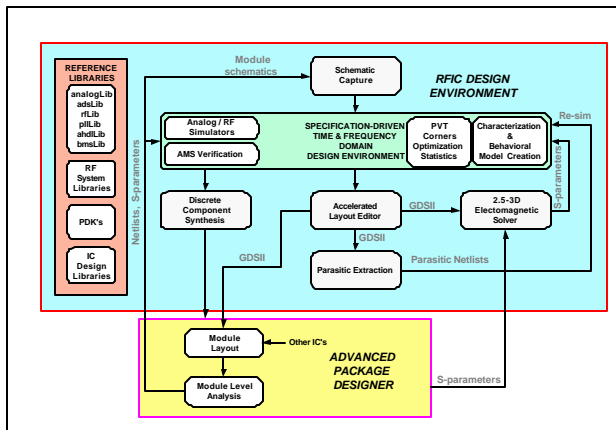 REFERENCE
LIBRARIES
analogLib
adsLib
rfLib
pllLib
ahdlLib
bmsLib
RF
System
Libraries
PDK's
IC
Design
Libraries
Module
schematics
Schematic
Capture
RFIC DESIGN
ENVIRONMENT
Re-sim
Analog / RF
Simulators
AMS Verification
SPECIFICATION-DRIVEN
TIME & FREQUENCY
DOMAIN
DESIGN ENVIRONMENT
PVT
Corners
Optimization
Statistics
Characterization
&
Behavioral
Model Creation
Netlists, S-parameters
S-parameters
Discrete
Component
Synthesis
Accelerated
Layout Editor
GDSII
2.5-3D
Electomagnetic
Solver
GDSII
GDSII
Parasitic Extraction
Parasitic Netlists
Module
Layout
Other IC's
ADVANCED
PACKAGE
DESIGNER
Module Level
Analysis
S-parameters